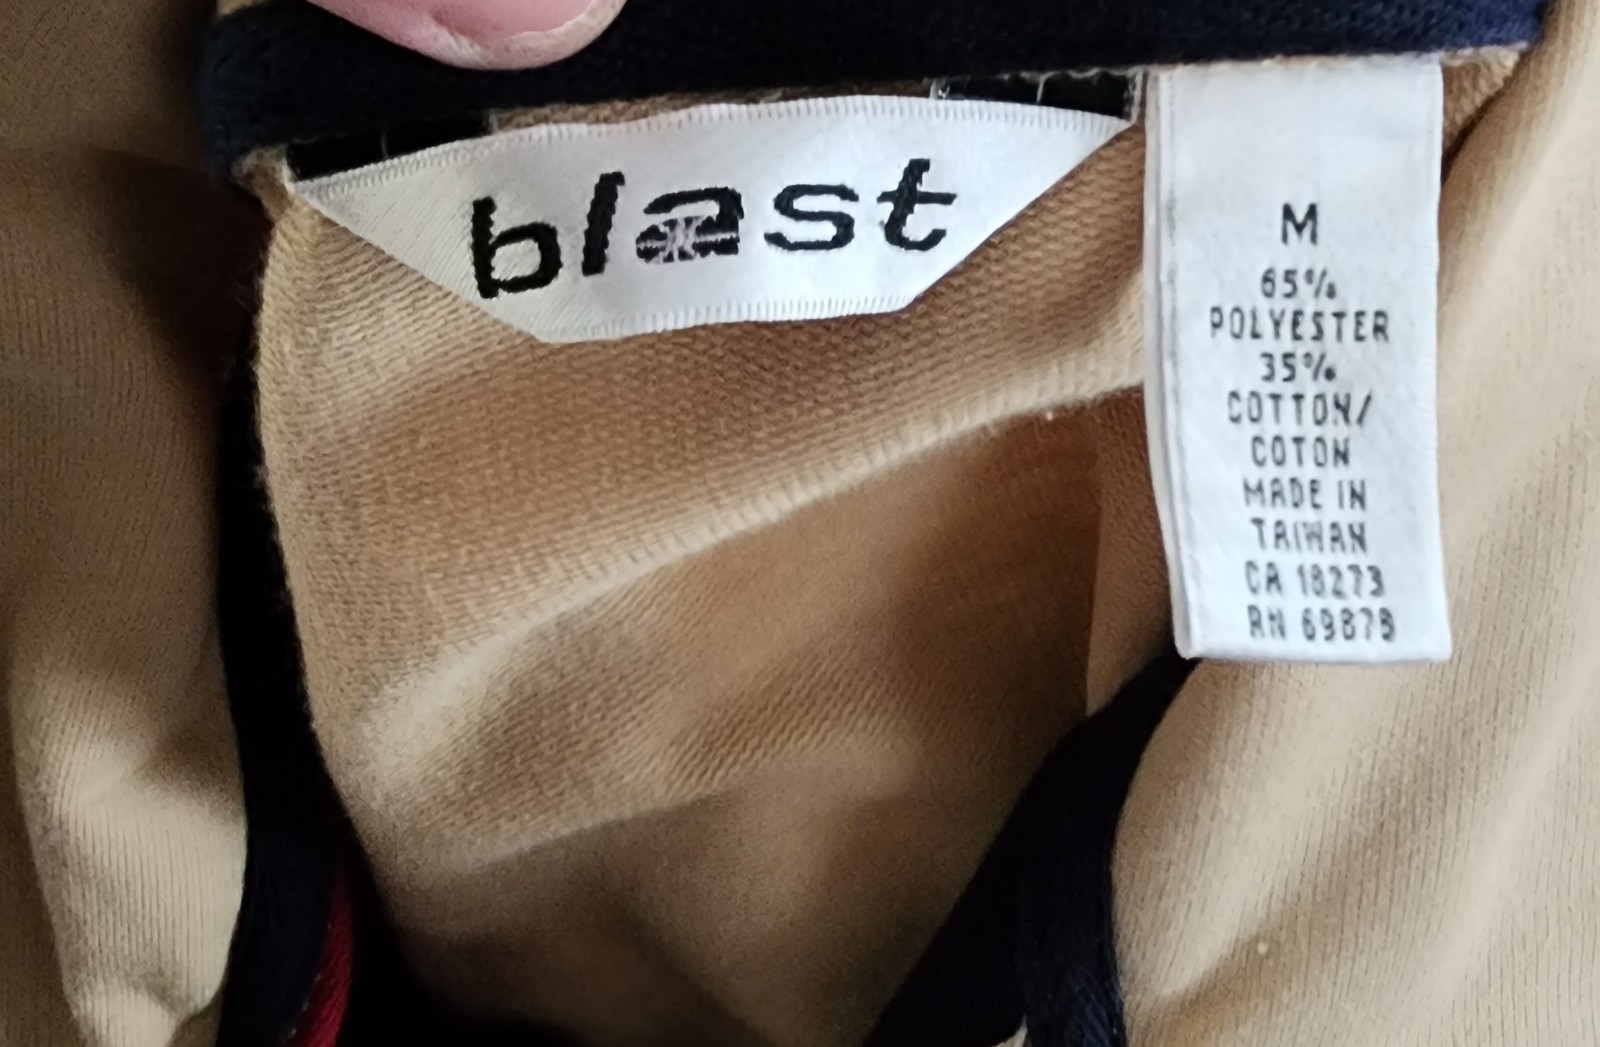 blast
M
65%
POLYESTER
35%
COTTON/
COTON
MADE IN
TAIWAN
CA 18273
RN 69878